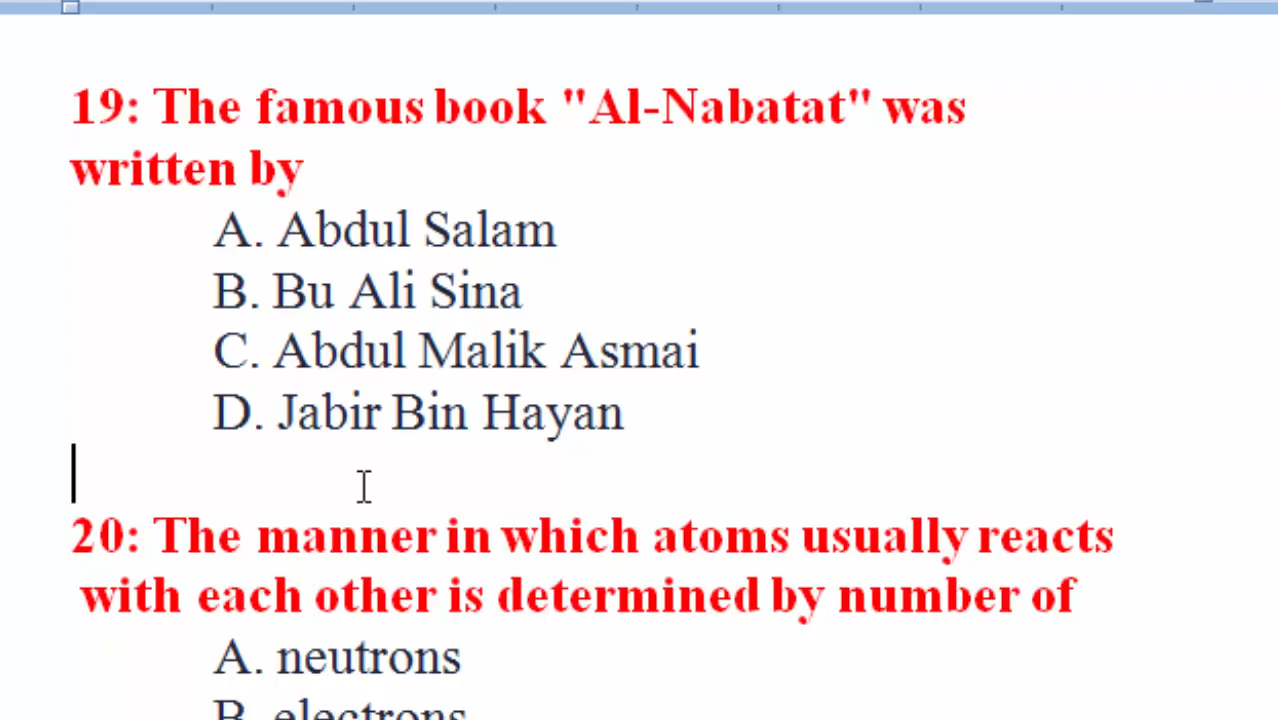 19: The famous book "Al-Nabatat" was
written by
A. Abdul Salam
B. Bu Ali Sina
C. Abdul Malik Asmai
D. Jabir Bin Hayan
20: The manner in which atoms usually reacts
with each other is determined by number of
A. neutrons
B. electrons